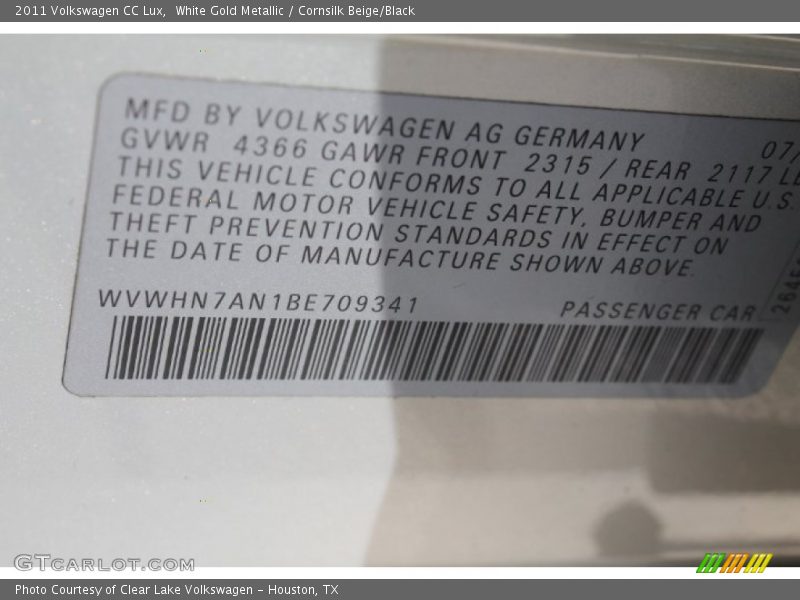 2011 Volkswagen CC Lux, White Gold Metallic / Cornsilk Beige/Black
MFD BY VOLKSWAGEN AG GERMANY 07/
GVWR 4366 GAWR FRONT 2315 / REAR 2117 LB
THIS VEHICLE CONFORMS TO ALL APPLICABLE U.S.
FEDERAL MOTOR VEHICLE SAFETY, BUMPER AND
THEFT PREVENTION STANDARDS IN EFFECT ON
THE DATE OF MANUFACTURE SHOWN ABOVE.
WVWHN7AN1BE709341 PASSENGER CAR
GTCARLOT.COM
Photo Courtesy of Clear Lake Volkswagen – Houston, TX